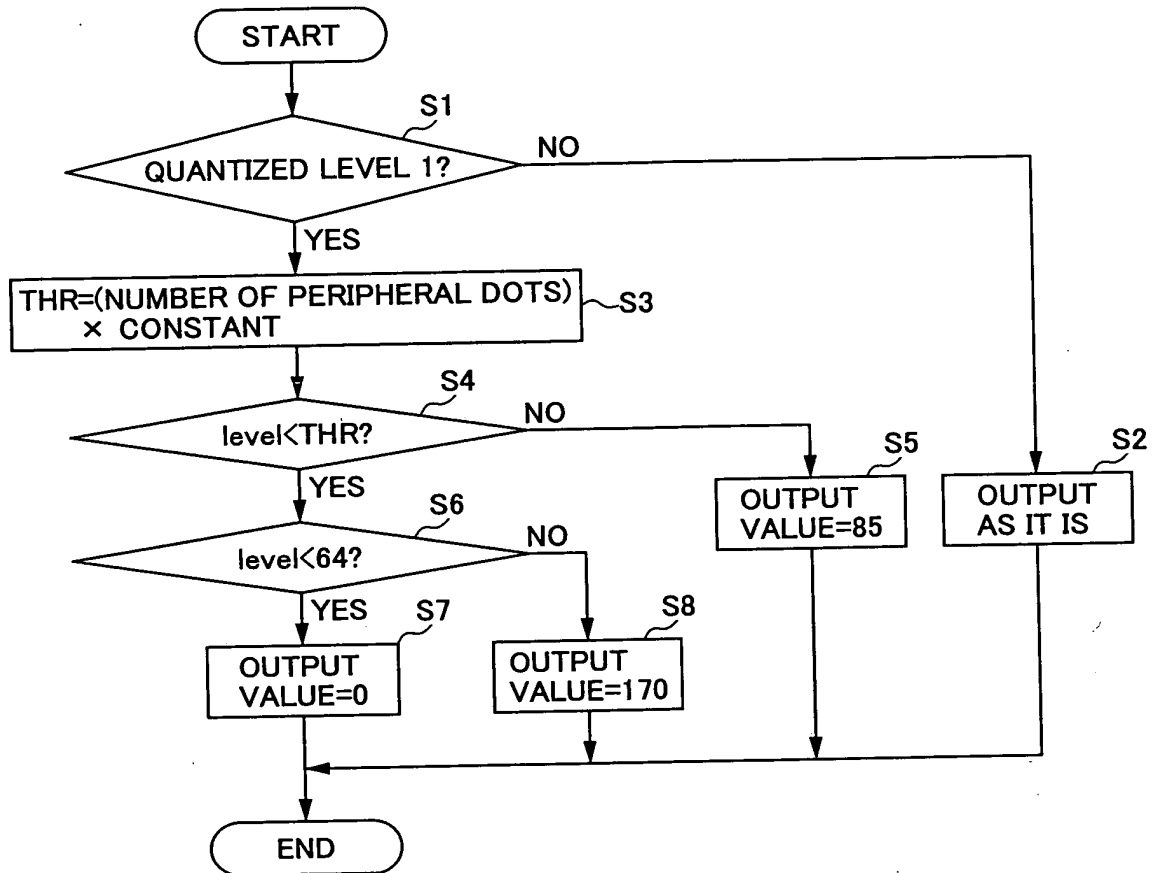 START
S1
QUANTIZED LEVEL 1?
NO
YES
THR=(NUMBER OF PERIPHERAL DOTS)
× CONSTANT
S3
S4
level<THR?
NO
YES
S5
OUTPUT
VALUE=85
S2
OUTPUT
AS IT IS
S6
level<64?
NO
YES
S7
OUTPUT
VALUE=0
S8
OUTPUT
VALUE=170
END